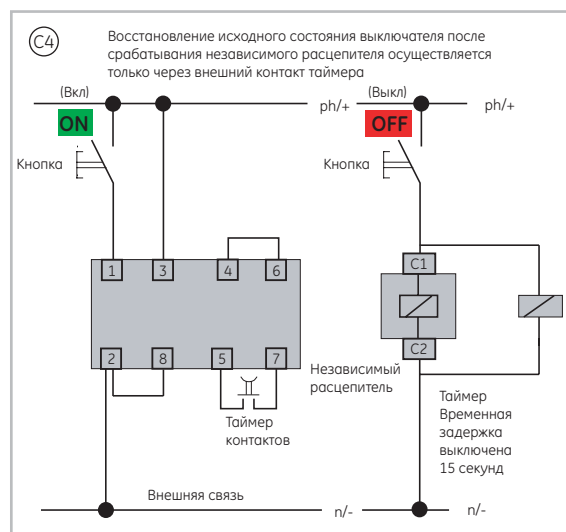 C4
Восстановление исходного состояния выключателя после
срабатывания независимого расцепителя осуществляется
только через внешний контакт таймера
(Вкл)
ph/+
(Выкл)
ph/+
ON
OFF
Кнопка
Кнопка
1
3
4
6
C1
2
8
5
7
C2
Независимый
расцепитель
Таймер
контактов
Таймер
Временная
задержка
выключена
15 секунд
Внешняя связь
n/-
n/-